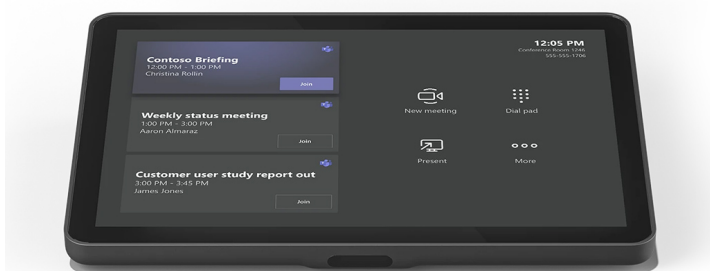 12:05 PM
Conference Room 1746
555-555-1706
Contoso Briefing
12:00 PM - 1:00 PM
Christina Rollin
Join
Weekly status meeting
1:00 PM - 3:00 PM
Aaron Almaraz
Join
Customer user study report out
3:00 PM - 3:45 PM
James Jones
Join
New meeting
Dial pad
Present
More